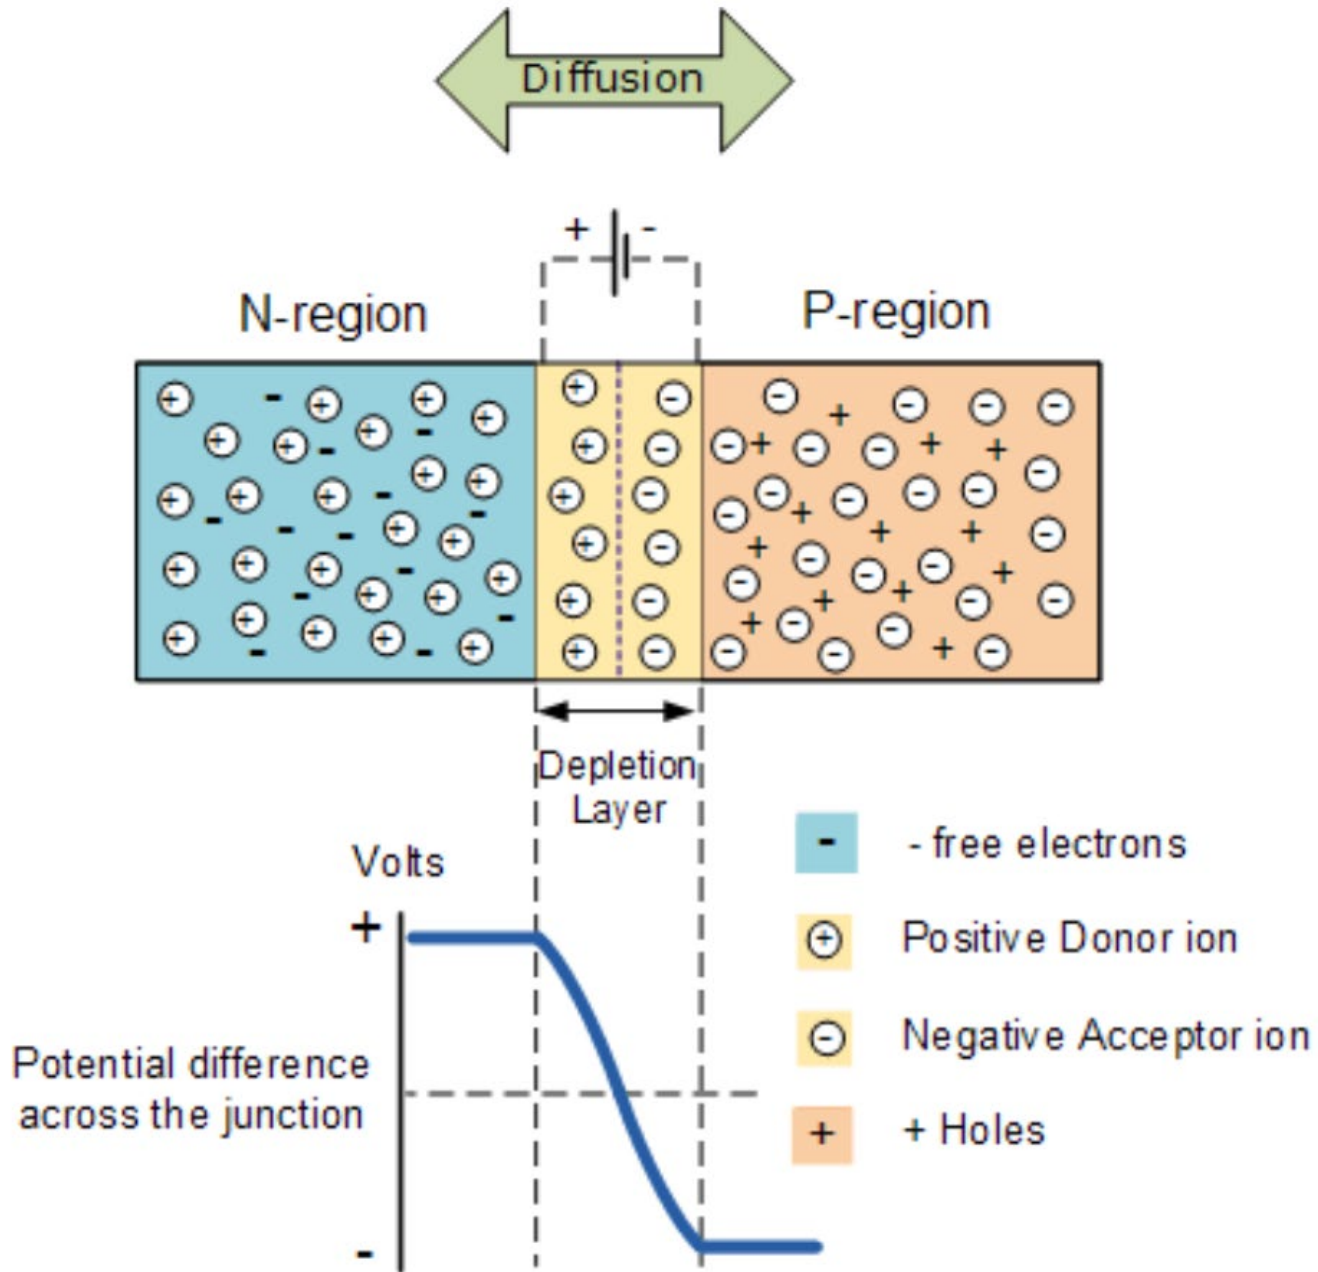 Diffusion
+ -
N-region
P-region
Depletion
Layer
Volts
+
Potential difference
across the junction
-
- - free electrons
+ Positive Donor ion
- Negative Acceptor ion
+ + Holes